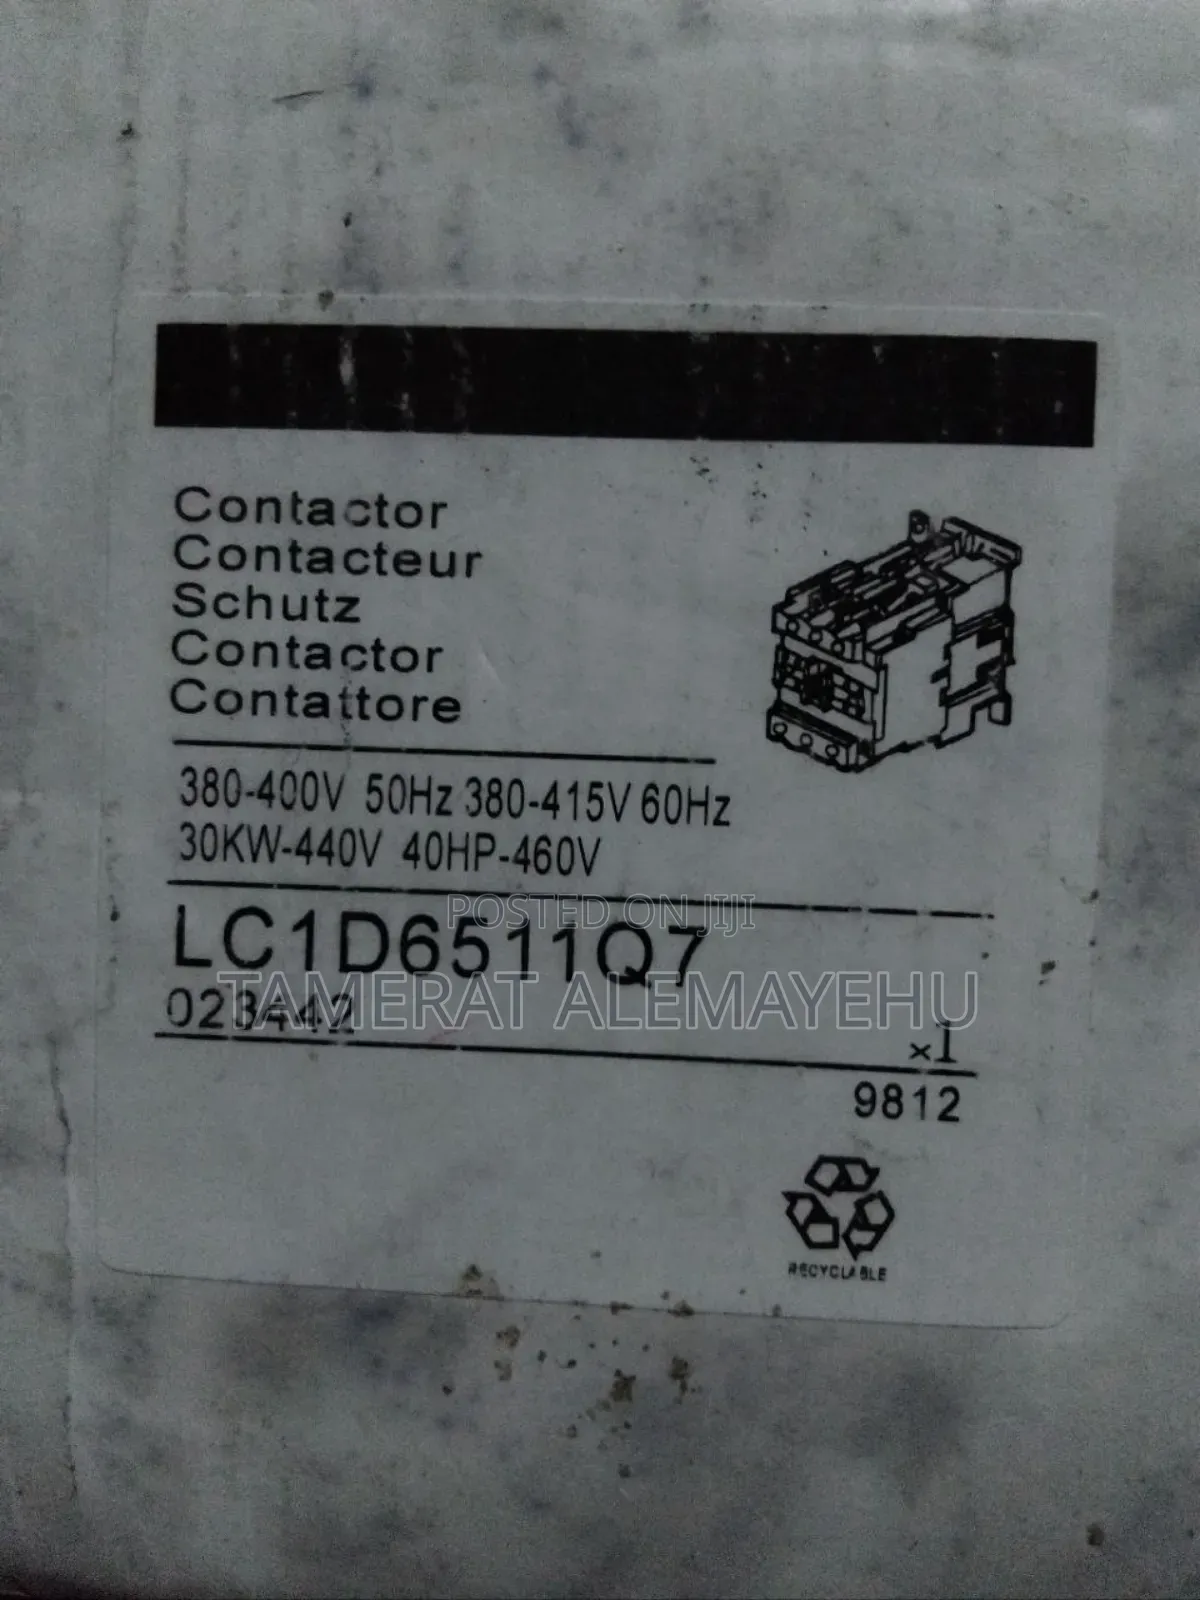 Contactor
Contacteur
Schutz
Contactor
Contattore
380-400V 50Hz 380-415V 60Hz
30KW-440V 40HP-460V
POSTED ON JIJI
LC1D6511Q7
TAMERAT ALEMAYEHU
023442
×1
9812
RECYCLABLE